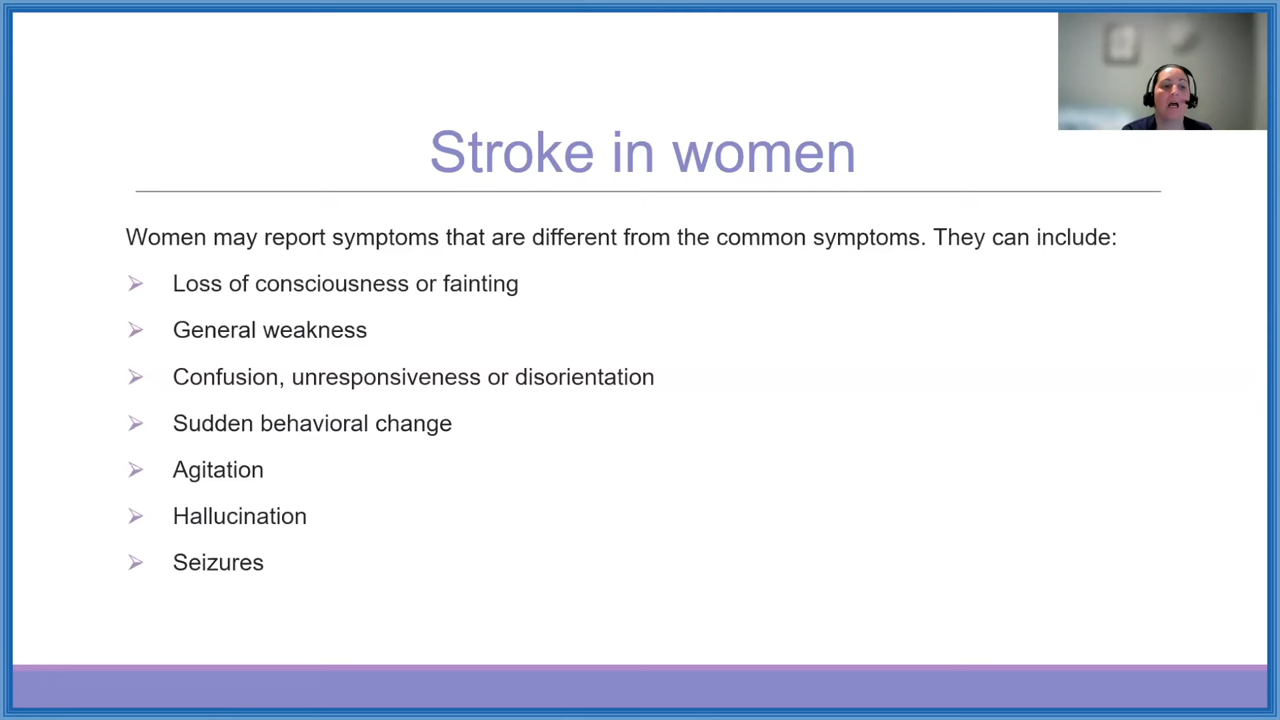 Stroke in women
Women may report symptoms that are different from the common symptoms. They can include:
Loss of consciousness or fainting
General weakness
Confusion, unresponsiveness or disorientation
Sudden behavioral change
Agitation
Hallucination
Seizures